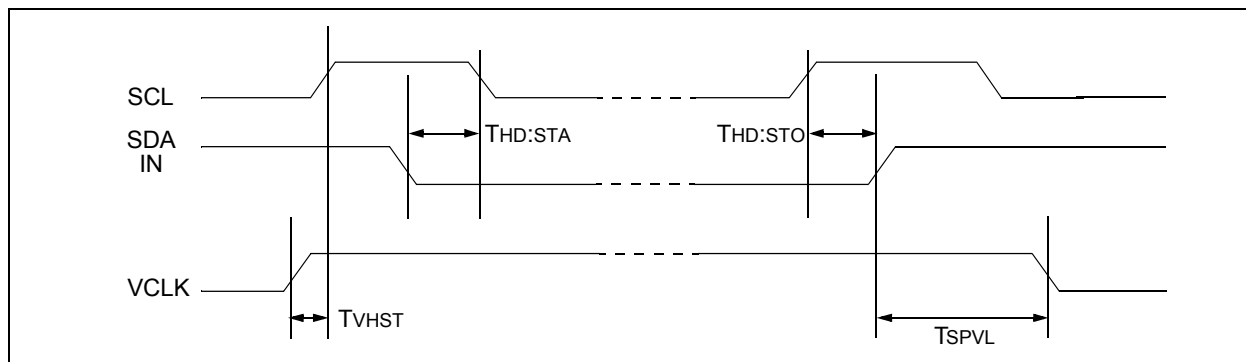 SCL
SDA
IN
THD:STA
THD:STO
VCLK
TVHST
TSPVL